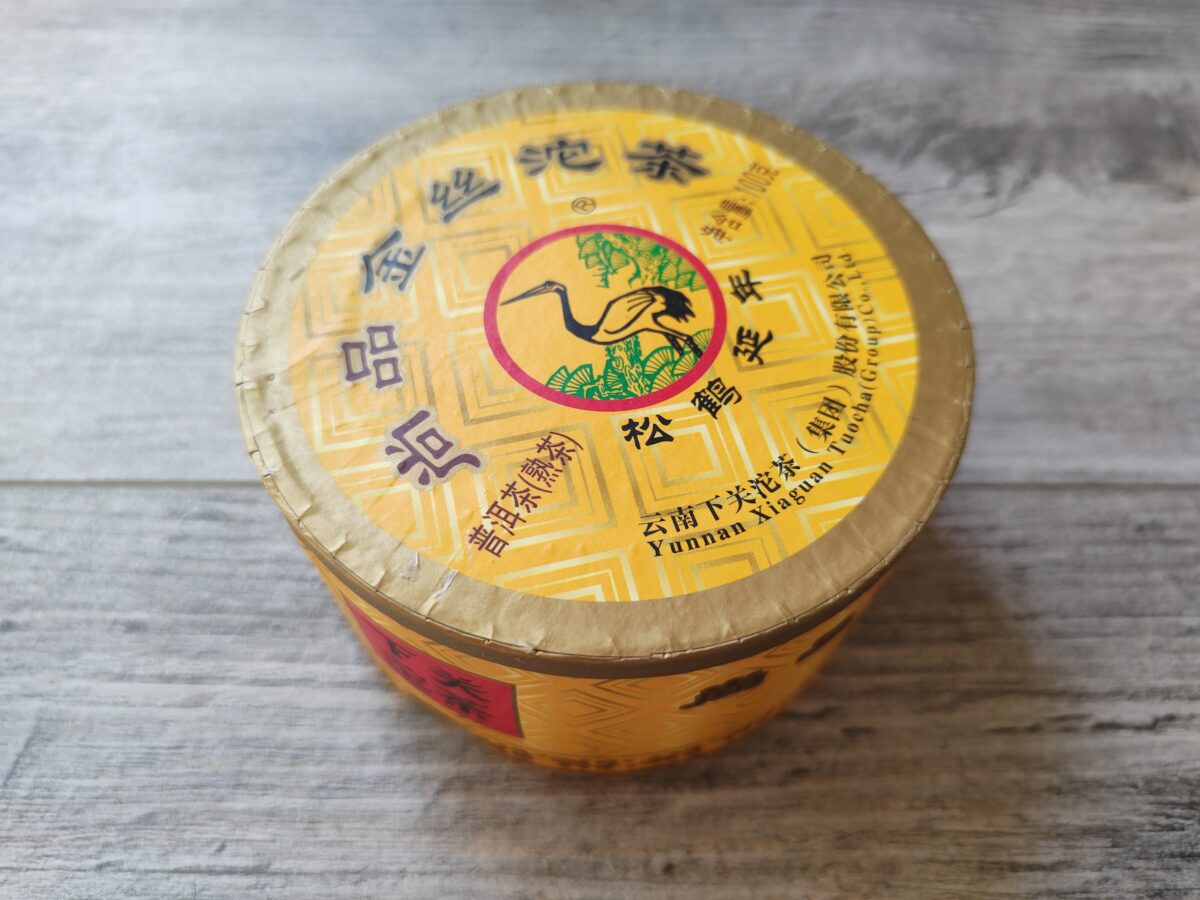 尚品金丝沱茶
®
净含量:100克
松鹤延年
普洱茶(熟茶)
云南下关沱茶(集团)股份有限公司
Yunnan Xiaguan Tuocha(Group)Co.,Ltd.